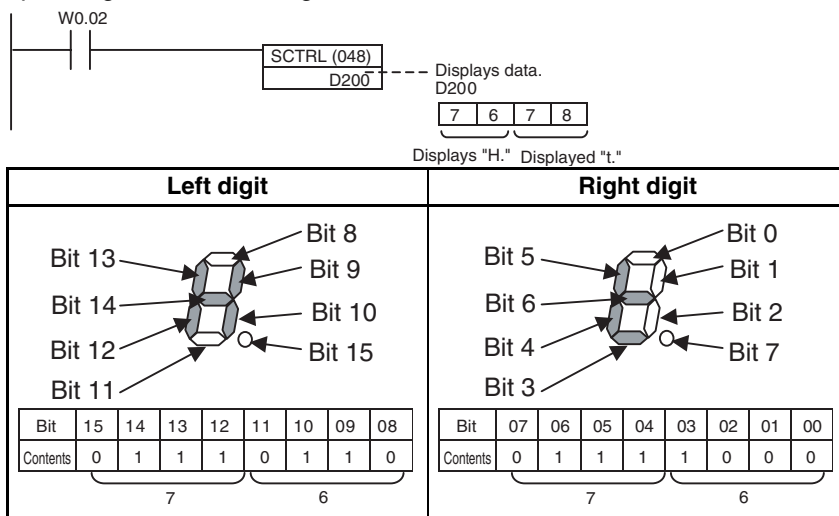 W0.02
SCTRL (048)
D200
Displays data.
D200
7 6 7 8
Displays "H." Displayed "t."
Left digit Right digit
Bit 8
Bit 13
Bit 9
Bit 14
Bit 10
Bit 12
Bit 15
Bit 11
Bit 15 14 13 12 11 10 09 08
Contents 0 1 1 1 0 1 1 0
7 6
Bit 0
Bit 5
Bit 1
Bit 6
Bit 2
Bit 4
Bit 7
Bit 3
Bit 07 06 05 04 03 02 01 00
Contents 0 1 1 1 1 0 0 0
7 6